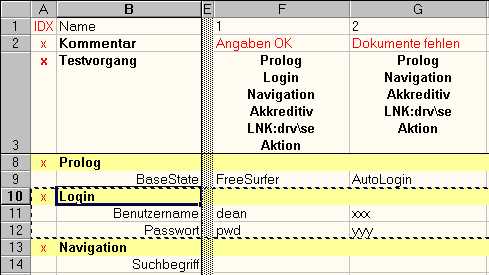 A B E F G
1 IDX Name 1 2
2 x Kommentar Angaben OK Dokumente fehlen
x Testvorgang Prolog Prolog
Login Navigation
Navigation Akkreditiv
Akkreditiv LNK:drv\se
LNK:drv\se Aktion
3 Aktion
8 x Prolog
9 BaseState FreeSurfer AutoLogin
10 x Login
11 Benutzername dean xxx
12 Passwort pwd yyy
13 x Navigation
14 Suchbegriff